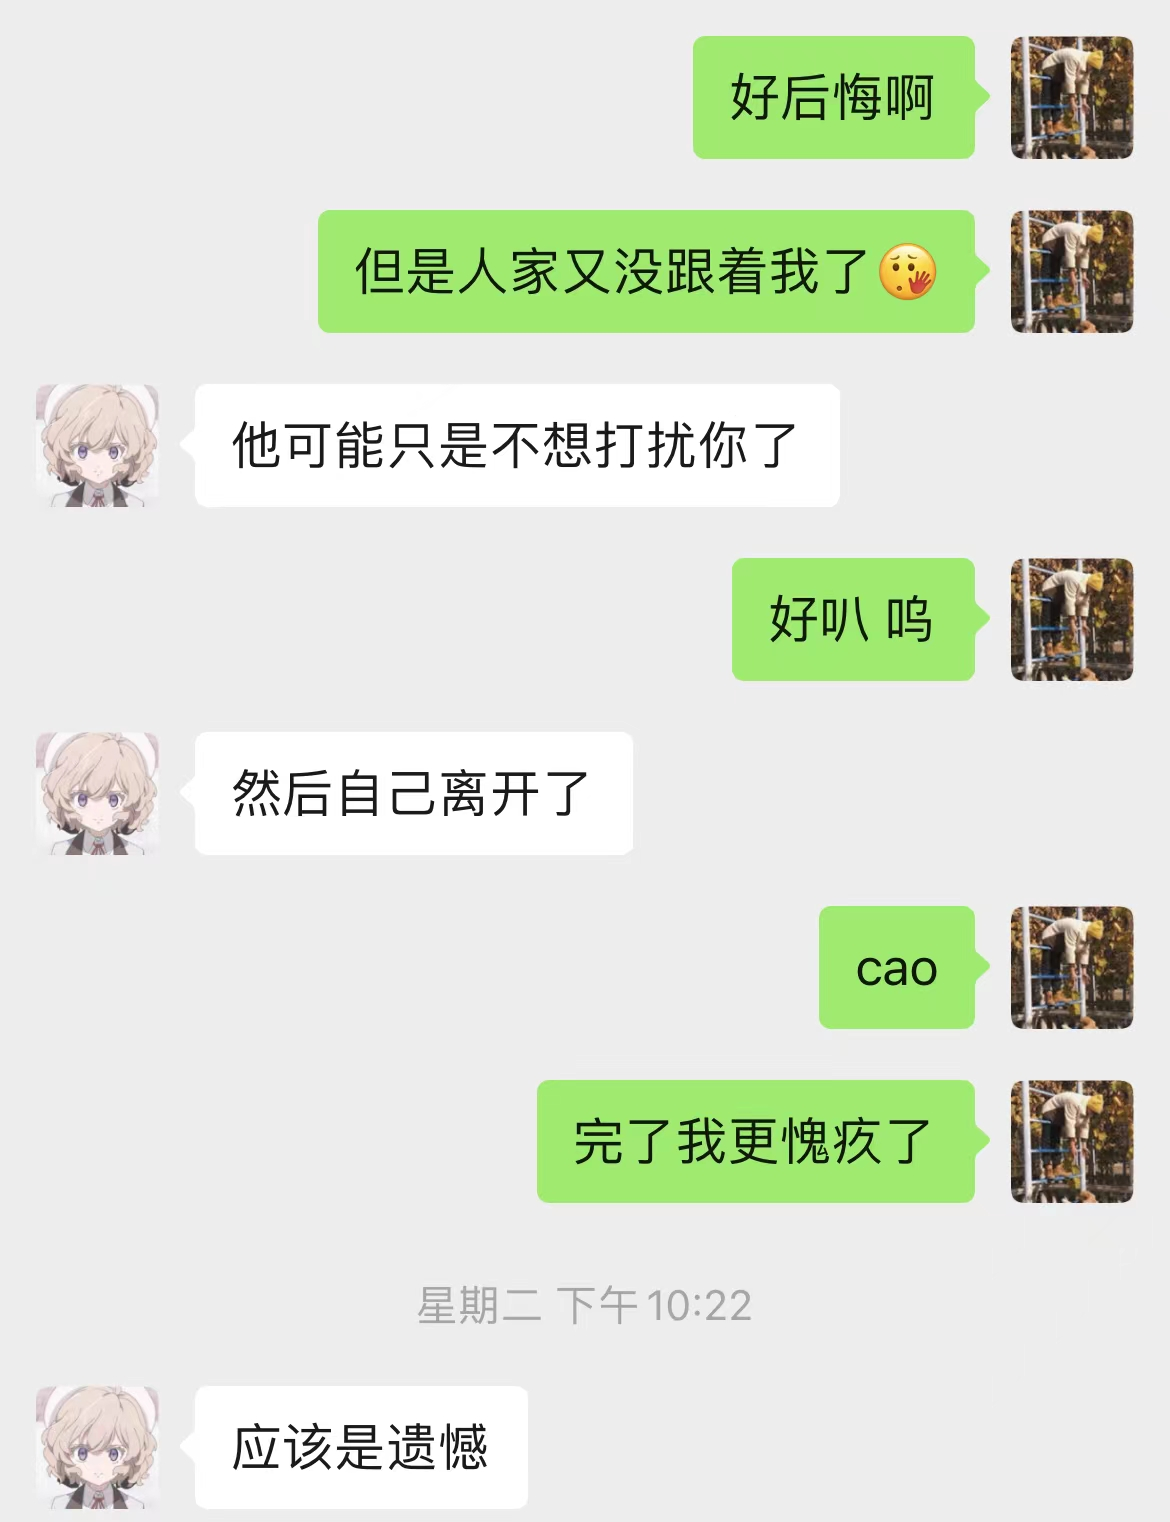 好后悔啊
但是人家又没跟着我了🥱
他可能只是不想打扰你了
好叭 呜
然后自己离开了
cao
完了我更愧疚了
星期二 下午10:22
应该是遗憾